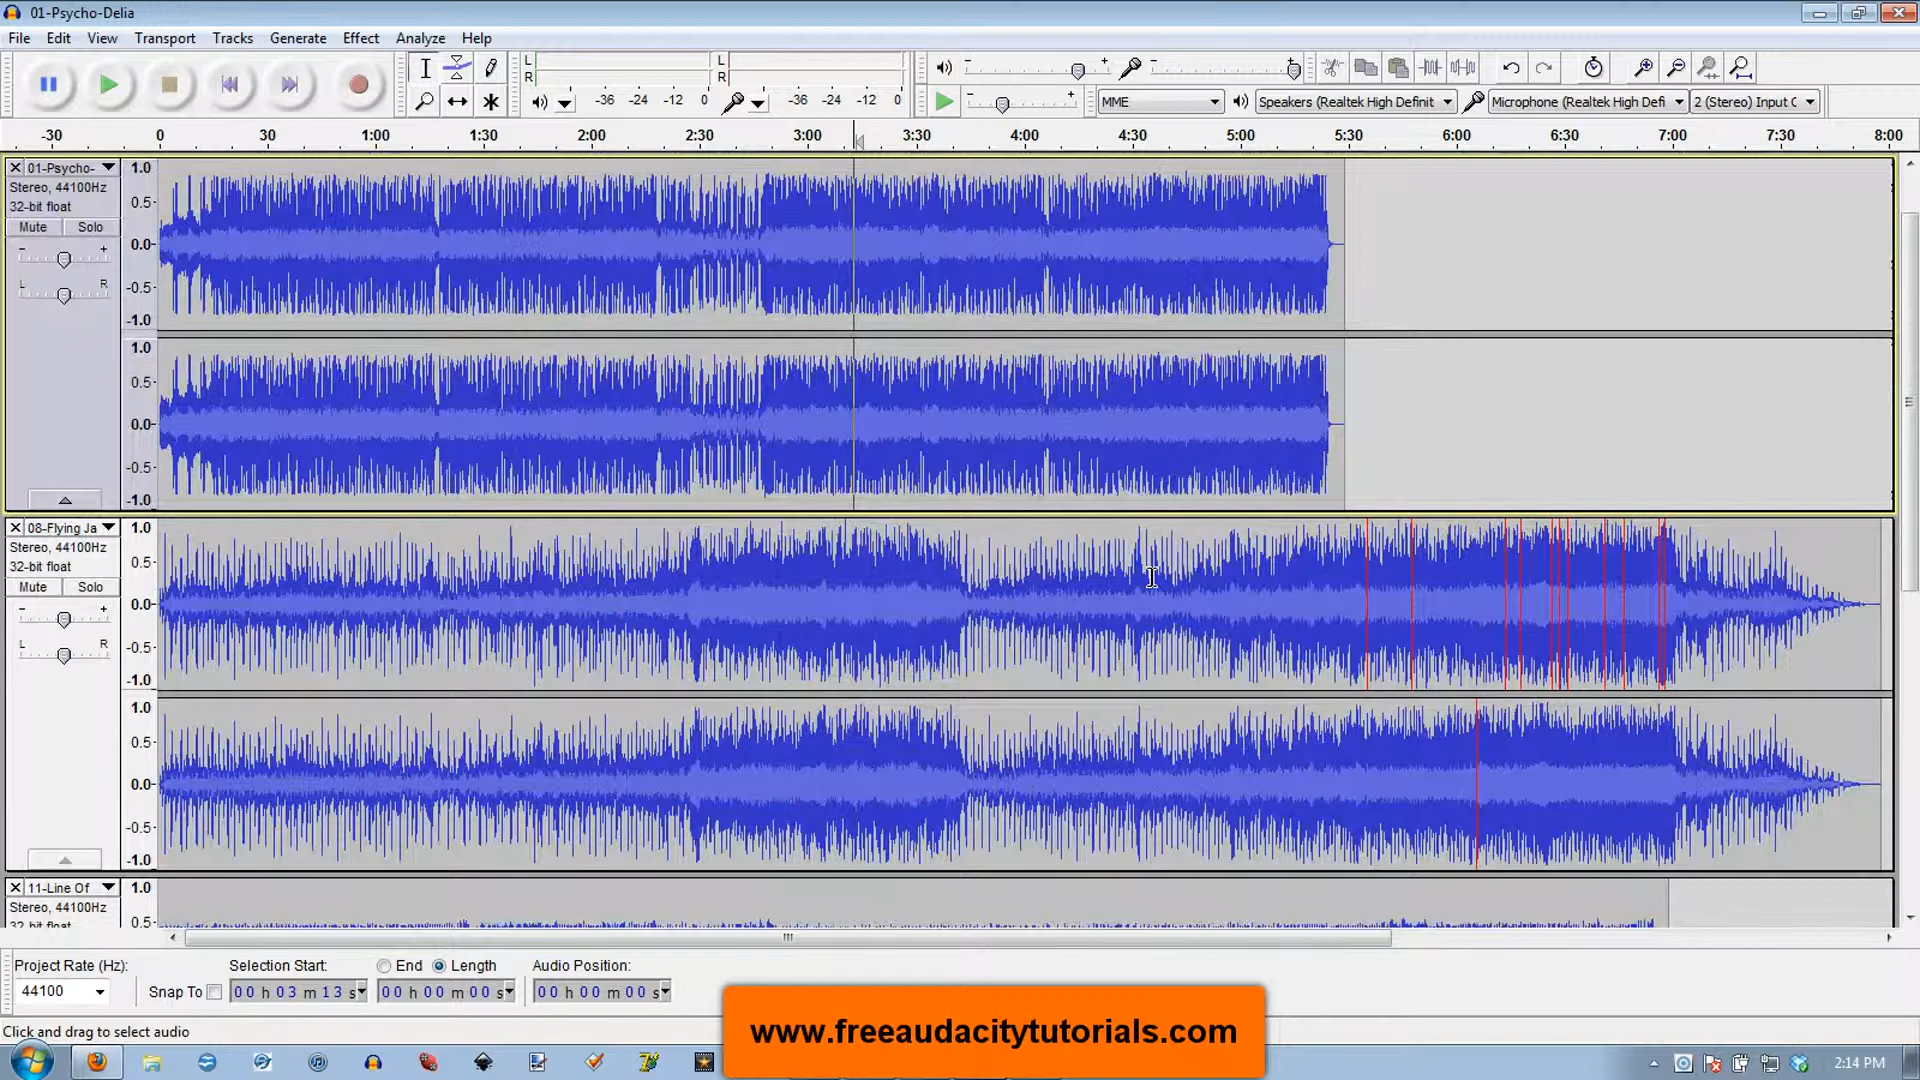 01-Psycho-Delia
File Edit View Transport Tracks Generate Effect Analyze Help
L R L R
-36 -24 -12 0 -36 -24 -12 0
MME Speakers (Realtek High Definit Microphone (Realtek High Defi 2 (Stereo) Input C
-30 0 30 1:00 1:30 2:00 2:30 3:00 3:30 4:00 4:30 5:00 5:30 6:00 6:30 7:00 7:30 8:00
01-Psycho-
Stereo, 44100Hz
32-bit float
Mute Solo
- +
L R
1.0
0.5-
0.0-
-0.5-
-1.0
1.0
0.5-
0.0-
-0.5-
-1.0
08-Flying Ja
Stereo, 44100Hz
32-bit float
Mute Solo
- +
L R
1.0
0.5-
0.0-
-0.5-
-1.0
1.0
0.5-
0.0-
-0.5-
-1.0
11-Line Of
Stereo, 44100Hz
32-bit float
1.0
0.5-
Project Rate (Hz): Selection Start: End Length Audio Position:
44100 Snap To 00 h 03 m 13 s 00 h 00 m 00 s 00 h 00 m 00 s
Click and drag to select audio
www.freeaudacitytutorials.com
2:14 PM